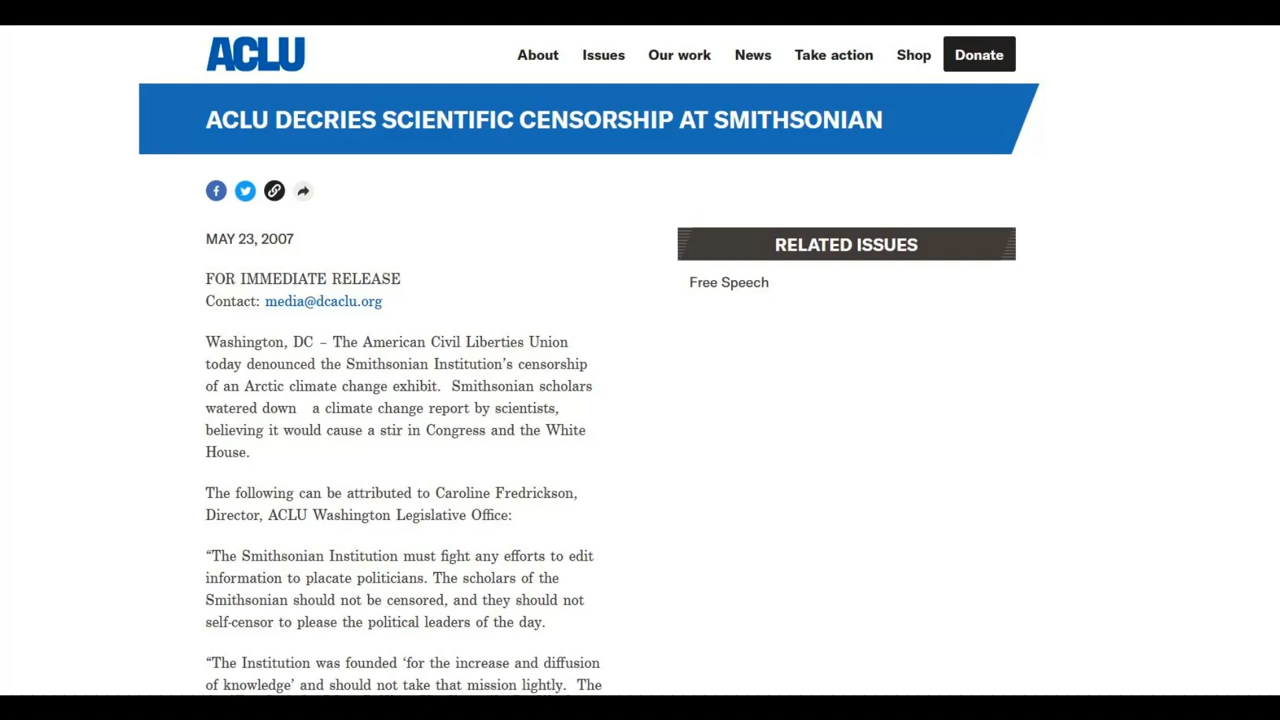 ACLU
About Issues Our work News Take action Shop Donate
ACLU DECRIES SCIENTIFIC CENSORSHIP AT SMITHSONIAN
MAY 23, 2007
FOR IMMEDIATE RELEASE
Contact: media@dcaclu.org
Washington, DC – The American Civil Liberties Union
today denounced the Smithsonian Institution’s censorship
of an Arctic climate change exhibit. Smithsonian scholars
watered down a climate change report by scientists,
believing it would cause a stir in Congress and the White
House.
The following can be attributed to Caroline Fredrickson,
Director, ACLU Washington Legislative Office:
“The Smithsonian Institution must fight any efforts to edit
information to placate politicians. The scholars of the
Smithsonian should not be censored, and they should not
self-censor to please the political leaders of the day.
“The Institution was founded ‘for the increase and diffusion
of knowledge’ and should not take that mission lightly. The
RELATED ISSUES
Free Speech